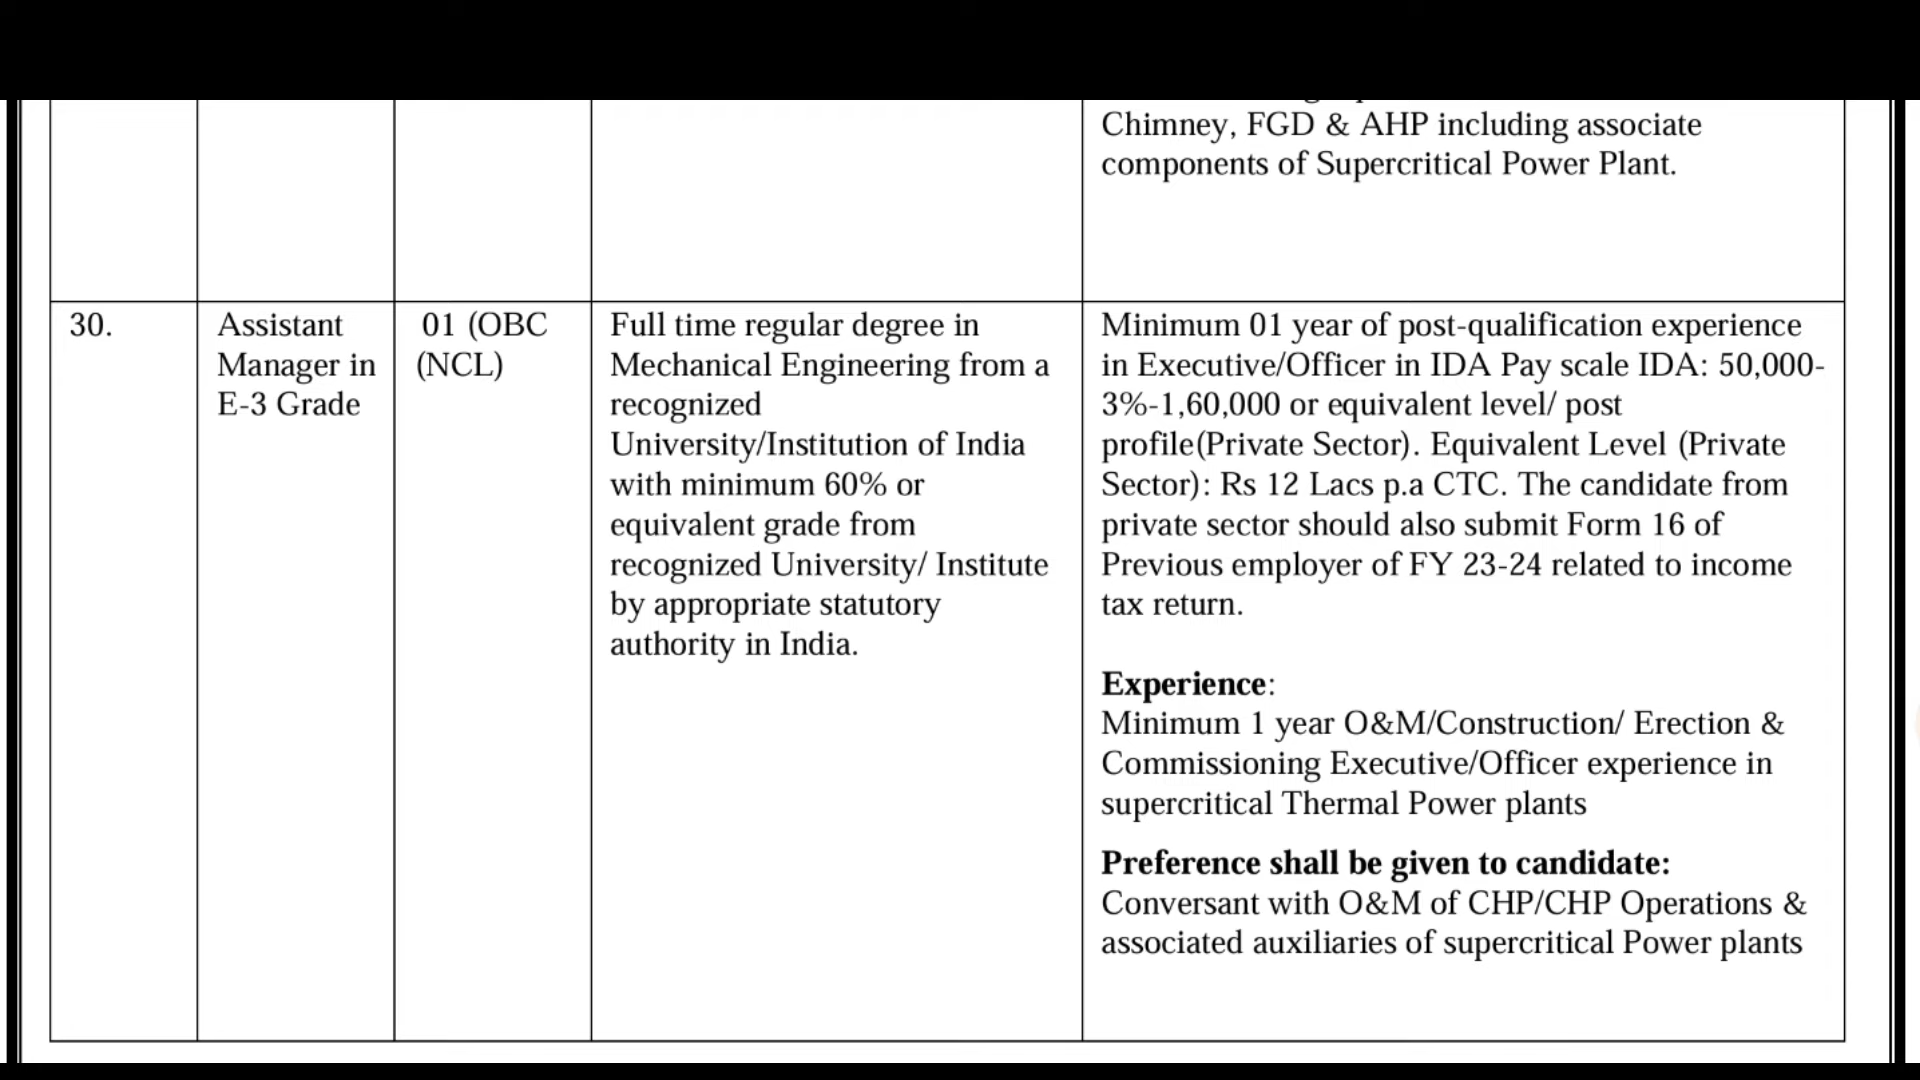 Chimney, FGD & AHP including associate
components of Supercritical Power Plant.
30.
Assistant
Manager in
E-3 Grade
01 (OBC
(NCL)
Full time regular degree in
Mechanical Engineering from a
recognized
University/Institution of India
with minimum 60% or
equivalent grade from
recognized University/ Institute
by appropriate statutory
authority in India.
Minimum 01 year of post-qualification experience
in Executive/Officer in IDA Pay scale IDA: 50,000-
3%-1,60,000 or equivalent level/ post
profile(Private Sector). Equivalent Level (Private
Sector): Rs 12 Lacs p.a CTC. The candidate from
private sector should also submit Form 16 of
Previous employer of FY 23-24 related to income
tax return.
Experience:
Minimum 1 year O&M/Construction/ Erection &
Commissioning Executive/Officer experience in
supercritical Thermal Power plants
Preference shall be given to candidate:
Conversant with O&M of CHP/CHP Operations &
associated auxiliaries of supercritical Power plants